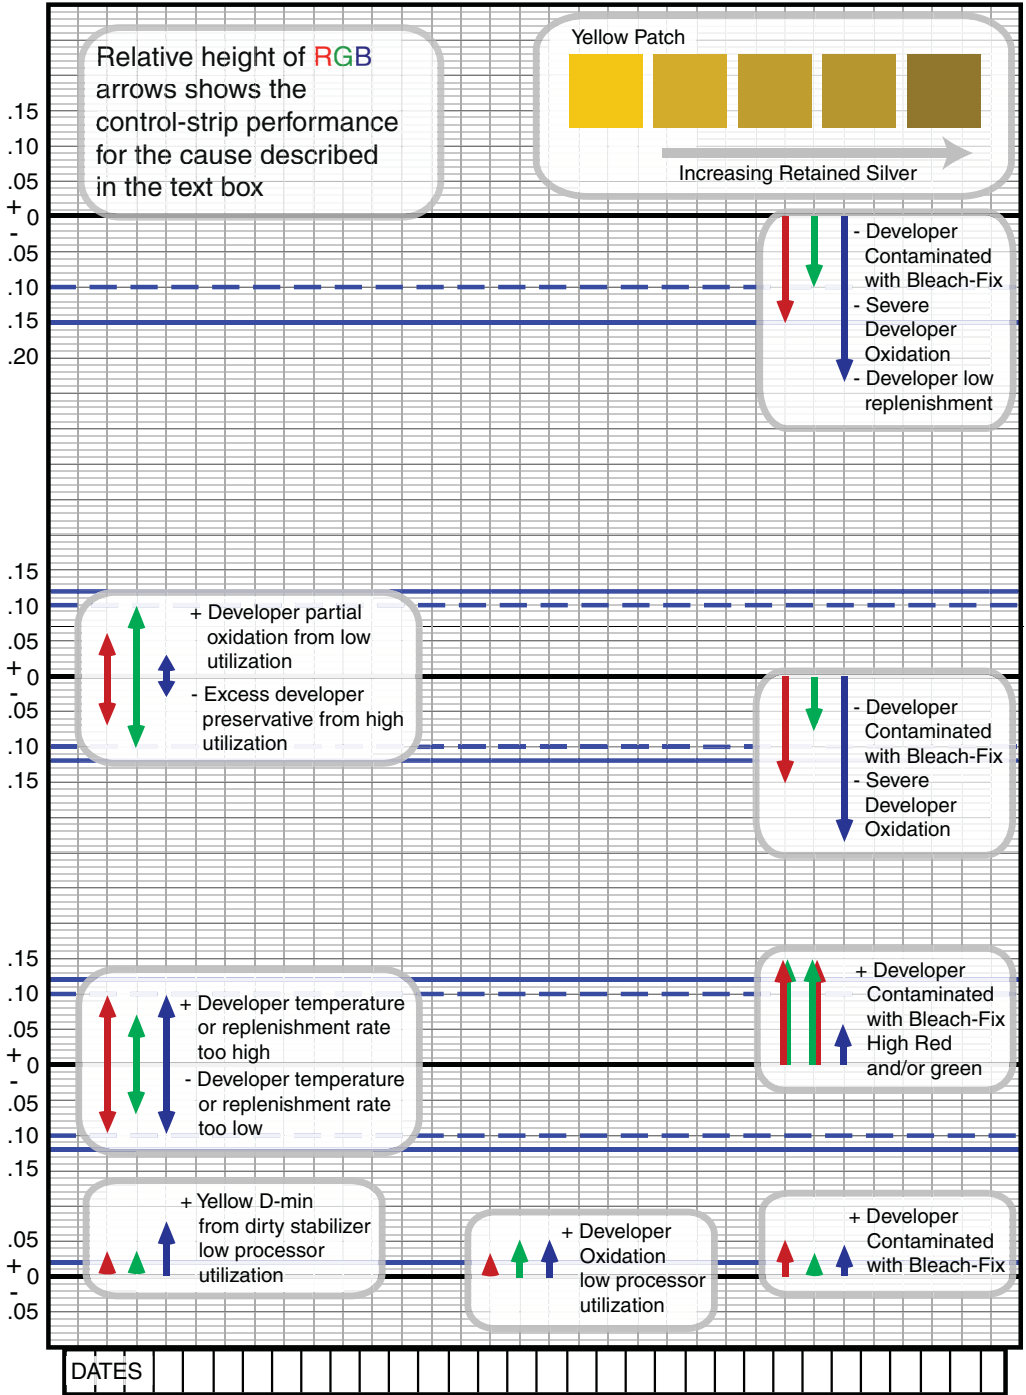 Relative height of RGB
arrows shows the
control-strip performance
for the cause described
in the text box
Yellow Patch
Increasing Retained Silver
.15
.10
.05
+
0
-
.05
.10
.15
.20
- Developer
Contaminated
with Bleach-Fix
- Severe
Developer
Oxidation
- Developer low
replenishment
.15
.10
.05
+
0
-
.05
.10
.15
+ Developer partial
oxidation from low
utilization
- Excess developer
preservative from high
utilization
- Developer
Contaminated
with Bleach-Fix
- Severe
Developer
Oxidation
.15
.10
.05
+
0
-
.05
.10
.15
+ Developer temperature
or replenishment rate
too high
- Developer temperature
or replenishment rate
too low
+ Developer
Contaminated
with Bleach-Fix
High Red
and/or green
.05
+
0
-
.05
+ Yellow D-min
from dirty stabilizer
low processor
utilization
+ Developer
Oxidation
low processor
utilization
+ Developer
Contaminated
with Bleach-Fix
DATES